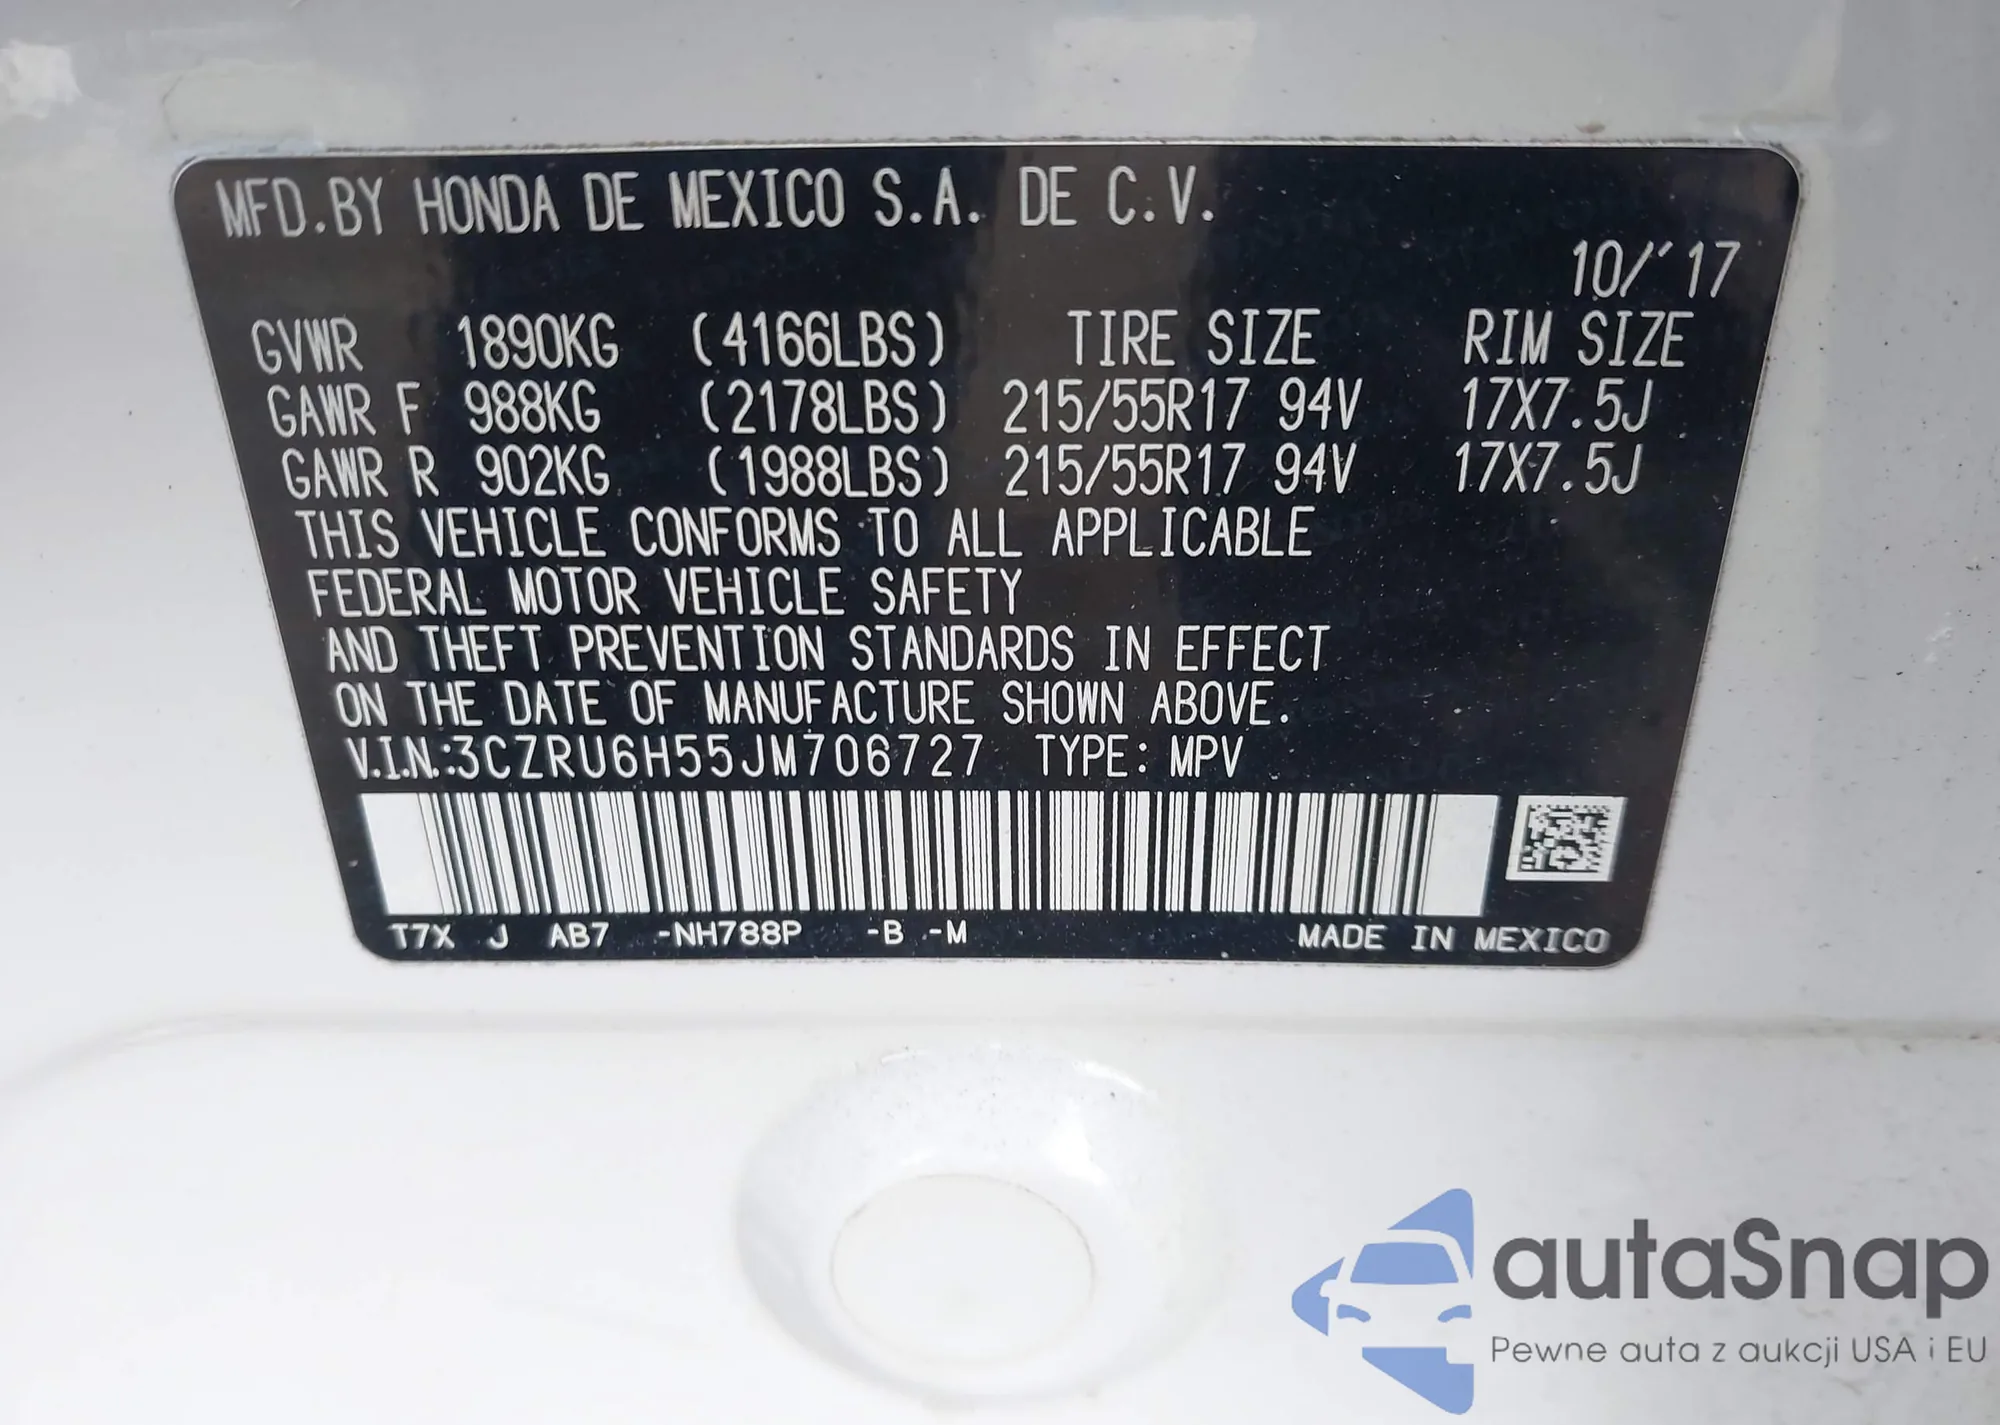 MFD.BY HONDA DE MEXICO S.A. DE C.V.
10/'17
GVWR 1890KG (4166LBS) TIRE SIZE RIM SIZE
GAWR F 988KG (2178LBS) 215/55R17 94V 17X7.5J
GAWR R 902KG (1988LBS) 215/55R17 94V 17X7.5J
THIS VEHICLE CONFORMS TO ALL APPLICABLE
FEDERAL MOTOR VEHICLE SAFETY
AND THEFT PREVENTION STANDARDS IN EFFECT
ON THE DATE OF MANUFACTURE SHOWN ABOVE.
V.I.N.:3CZRU6H55JM706727 TYPE: MPV
T7X J AB7 -NH788P -B -M MADE IN MEXICO
autaSnap
Pewne auta z aukcji USA i EU